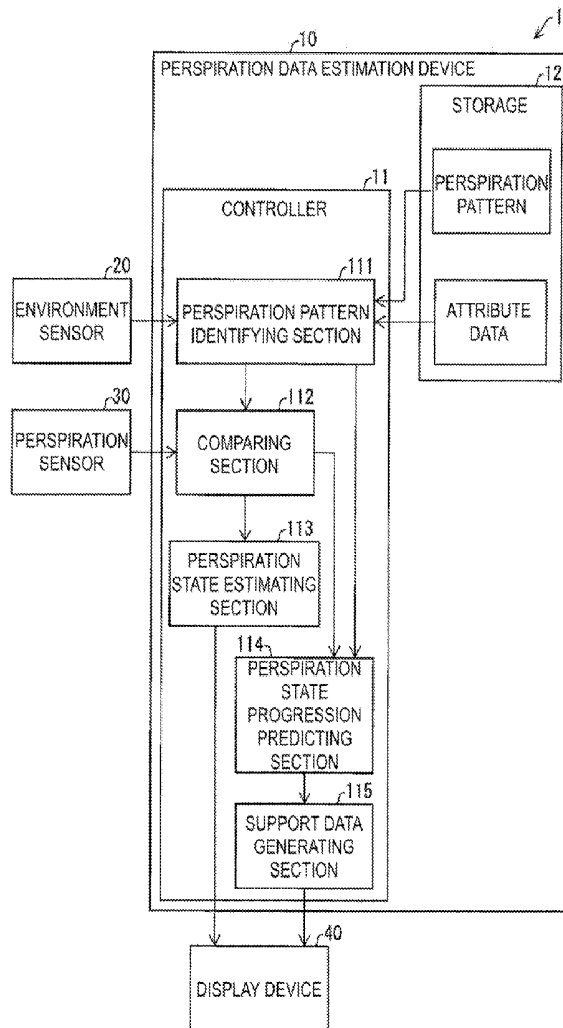 1
10
PERSPIRATION DATA ESTIMATION DEVICE
12
STORAGE
PERSPIRATION
PATTERN
ATTRIBUTE
DATA
11
CONTROLLER
20
ENVIRONMENT
SENSOR
111
PERSPIRATION PATTERN
IDENTIFYING SECTION
30
PERSPIRATION
SENSOR
112
COMPARING
SECTION
113
PERSPIRATION
STATE ESTIMATING
SECTION
114
PERSPIRATION
STATE
PROGRESSION
PREDICTING
SECTION
115
SUPPORT DATA
GENERATING
SECTION
40
DISPLAY DEVICE